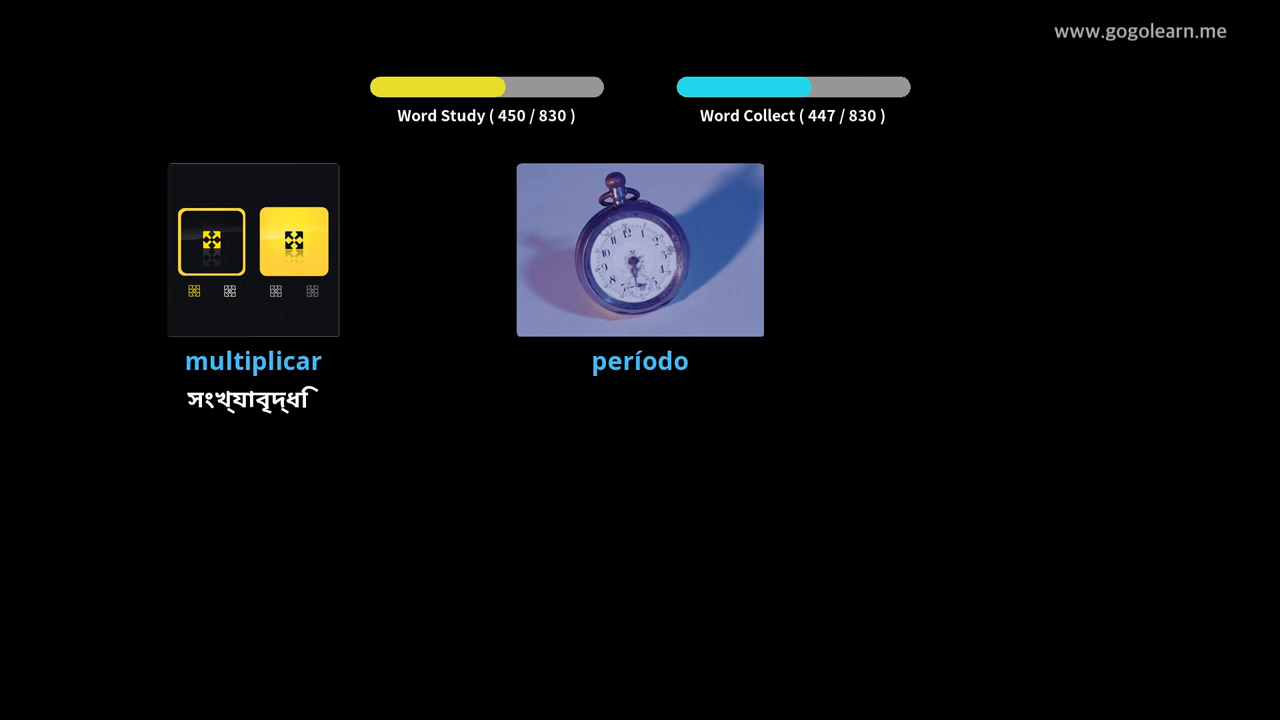 www.gogolearn.me
Word Study ( 450 / 830 )
Word Collect ( 447 / 830 )
multiplicar
সংখ্যাবৃদ্ধি
período